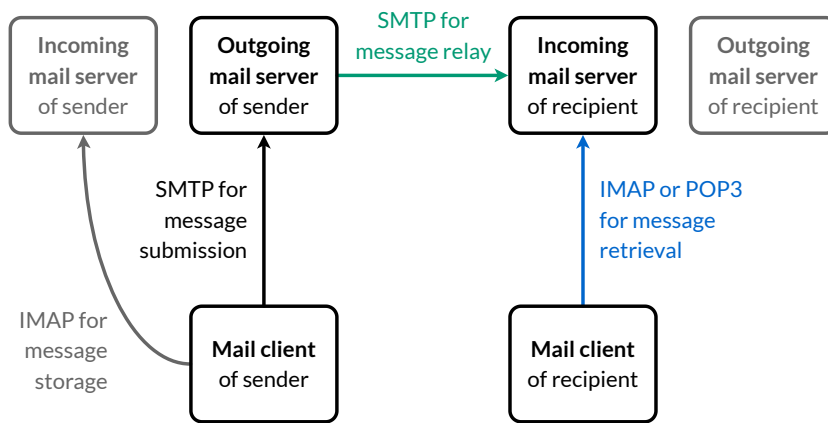 SMTP for
message relay
Incoming
mail server
of sender
Outgoing
mail server
of sender
Incoming
mail server
of recipient
Outgoing
mail server
of recipient
SMTP for
message
submission
IMAP or POP3
for message
retrieval
IMAP for
message
storage
Mail client
of sender
Mail client
of recipient